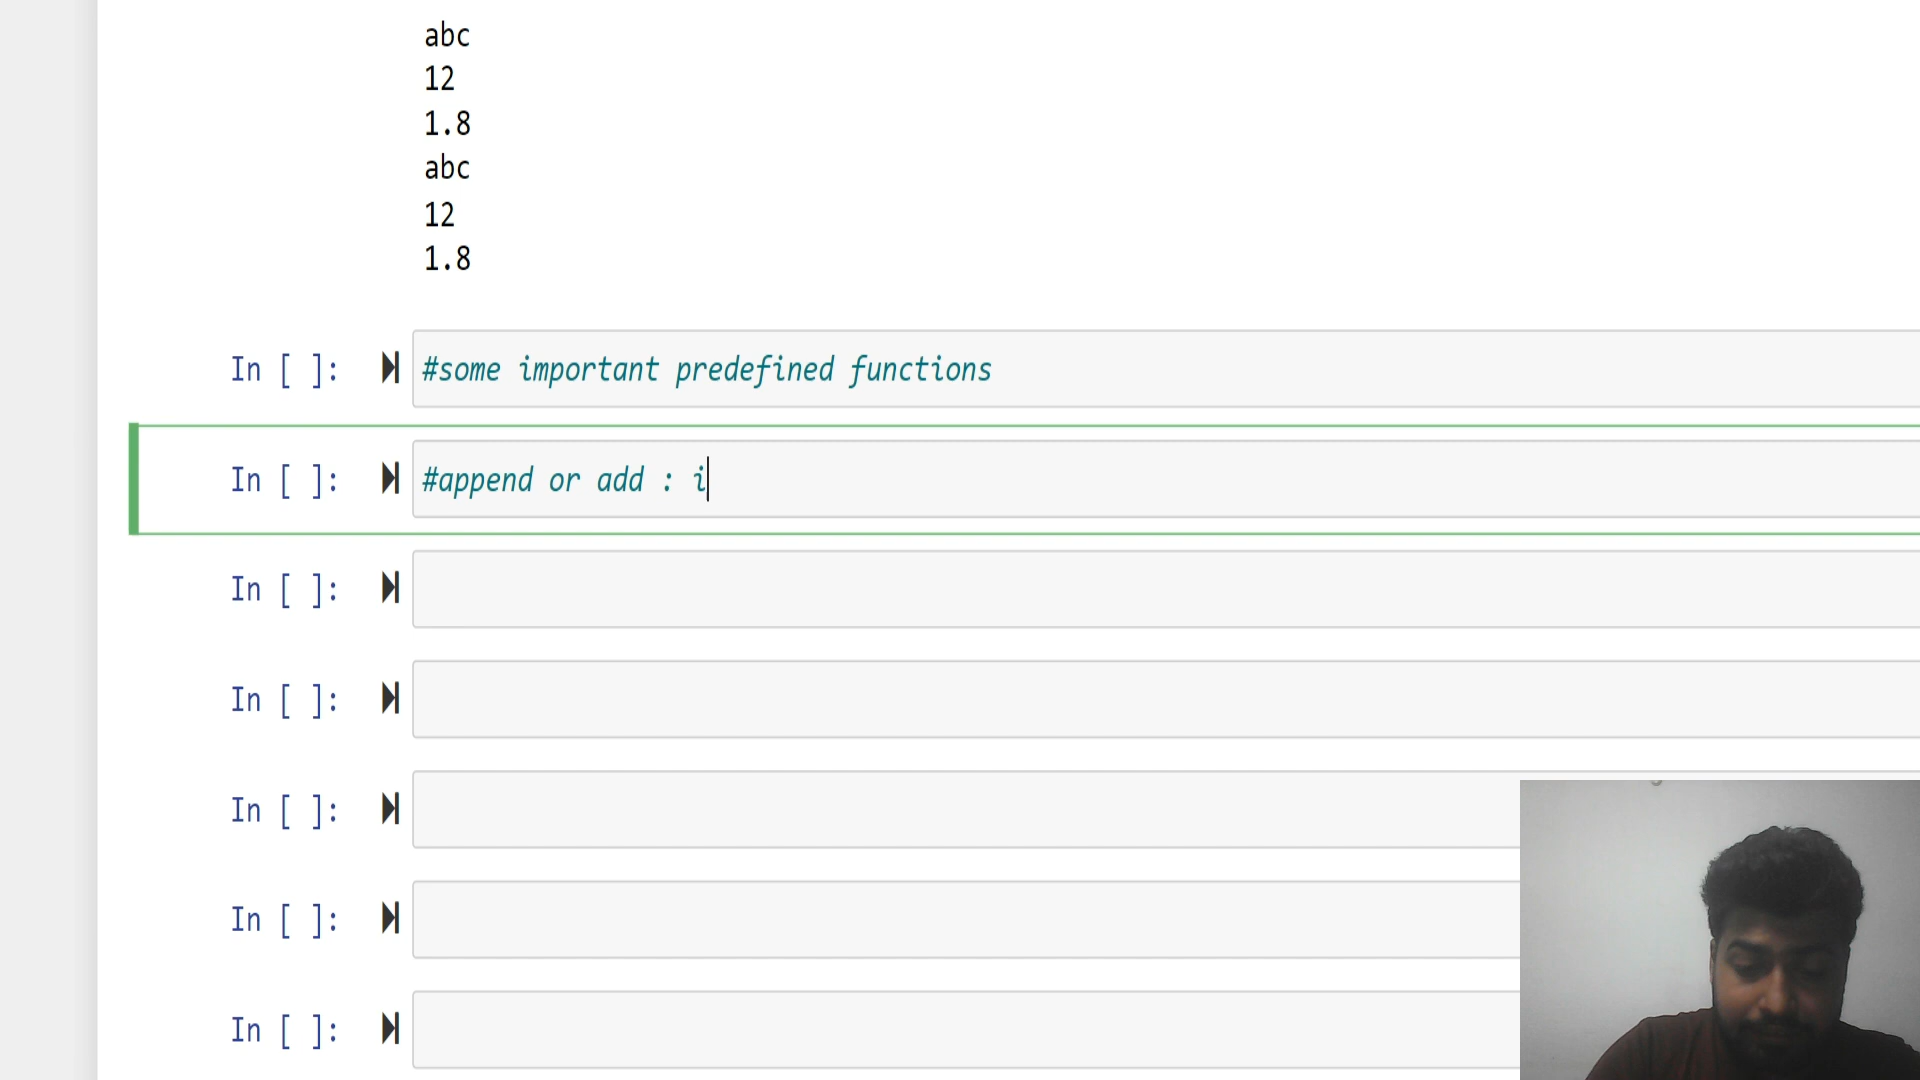 abc
12
1.8
abc
12
1.8
In [ ]: #some important predefined functions
In [ ]: #append or add : i
In [ ]:
In [ ]:
In [ ]:
In [ ]:
In [ ]: